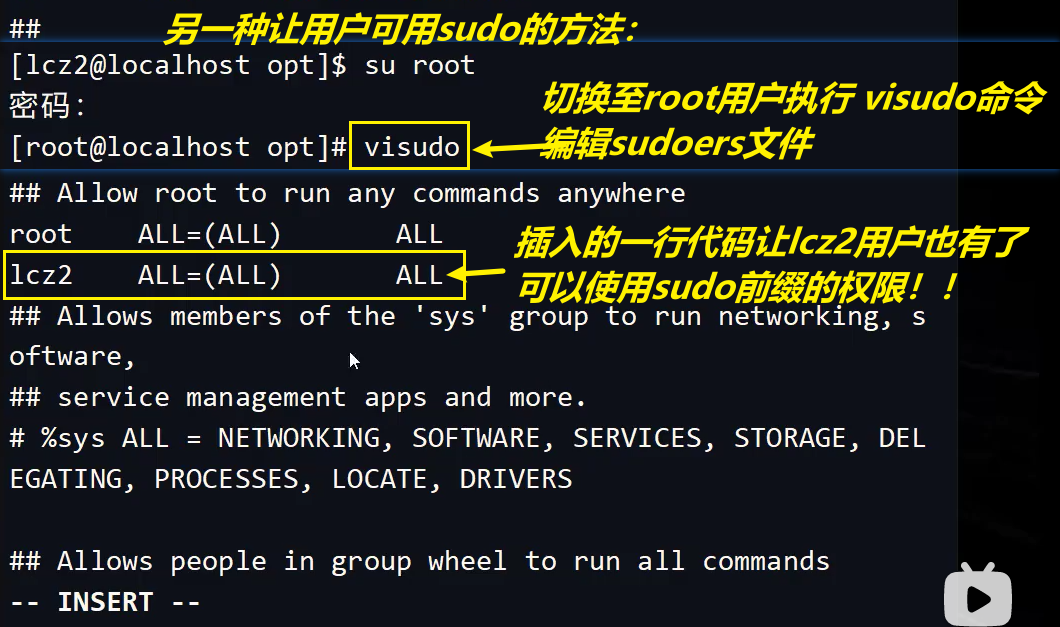 ##
另一种让用户可用sudo的方法：
[lcz2@localhost opt]$ su root
密码：
切换至root用户执行 visudo命令
[root@localhost opt]# visudo
编辑sudoers文件
## Allow root to run any commands anywhere
root    ALL=(ALL)       ALL
插入的一行代码让lcz2用户也有了
lcz2    ALL=(ALL)       ALL
可以使用sudo前缀的权限！！
## Allows members of the 'sys' group to run networking, s
oftware,
## service management apps and more.
# %sys ALL = NETWORKING, SOFTWARE, SERVICES, STORAGE, DEL
EGATING, PROCESSES, LOCATE, DRIVERS
## Allows people in group wheel to run all commands
-- INSERT --